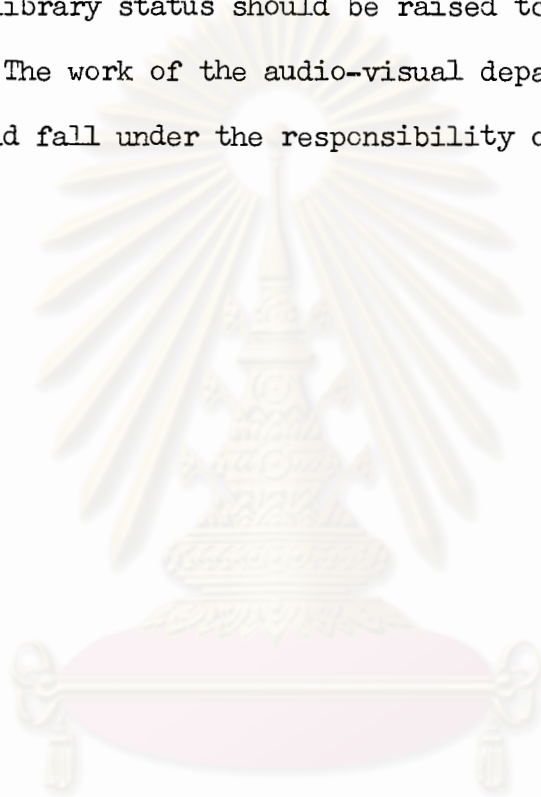 library status should be raised to
The work of the audio-visual depa
d fall under the responsibility o